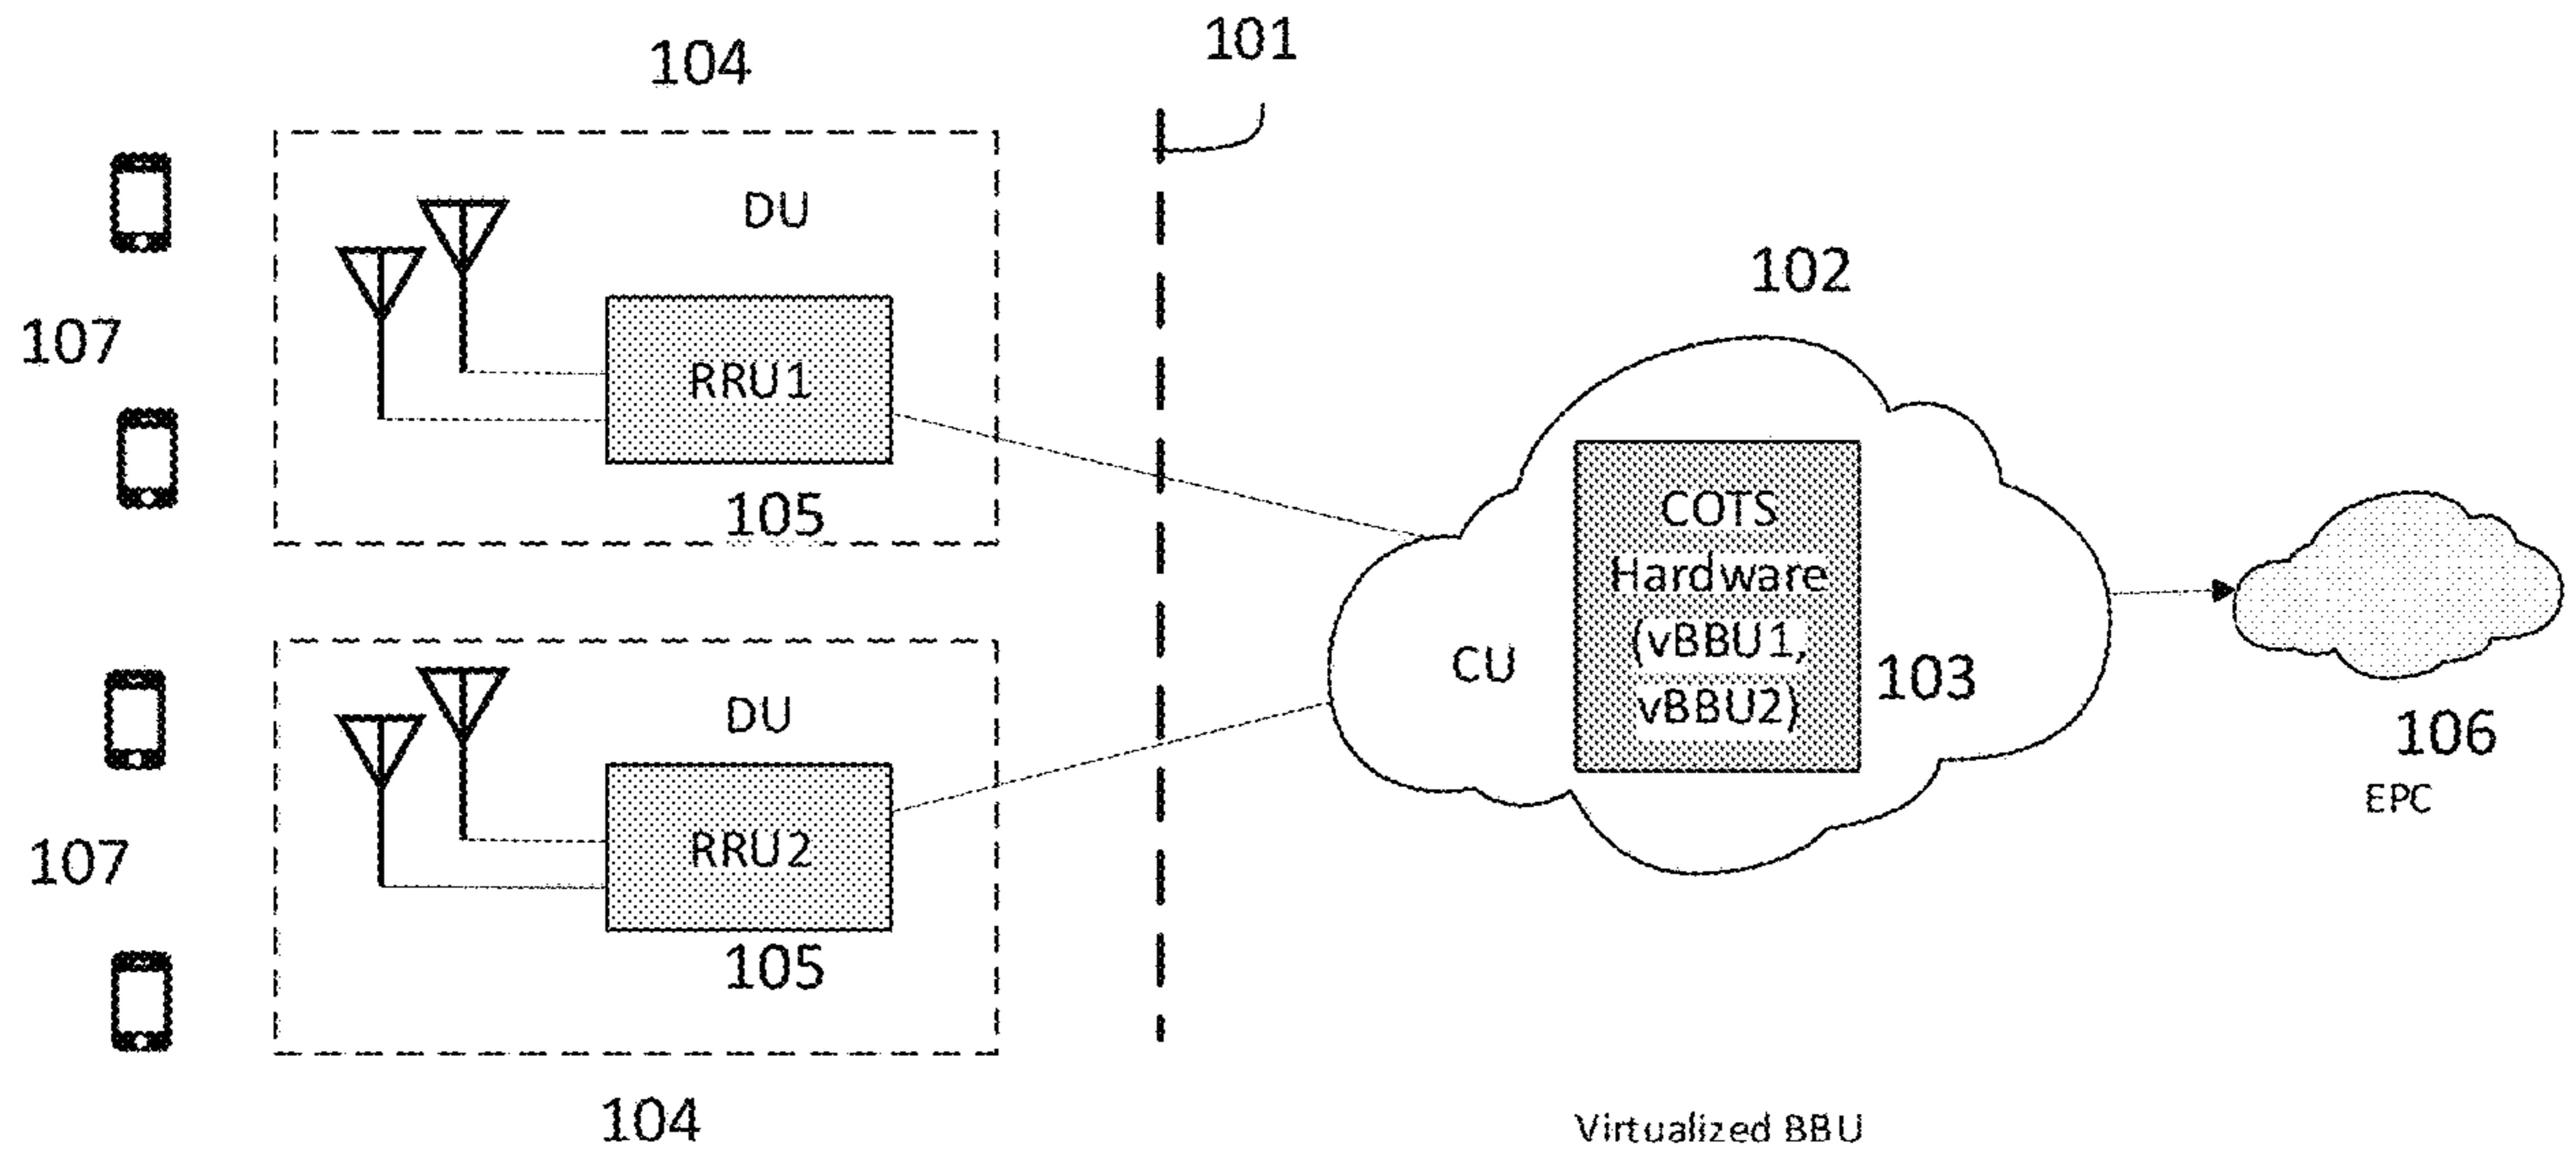 104
101
DU
102
107
RRU1
105
COTS
Hardware
(vBBU1,
vBBU2)
CU
103
DU
106
EPC
107
RRU2
105
104
Virtualized BBU